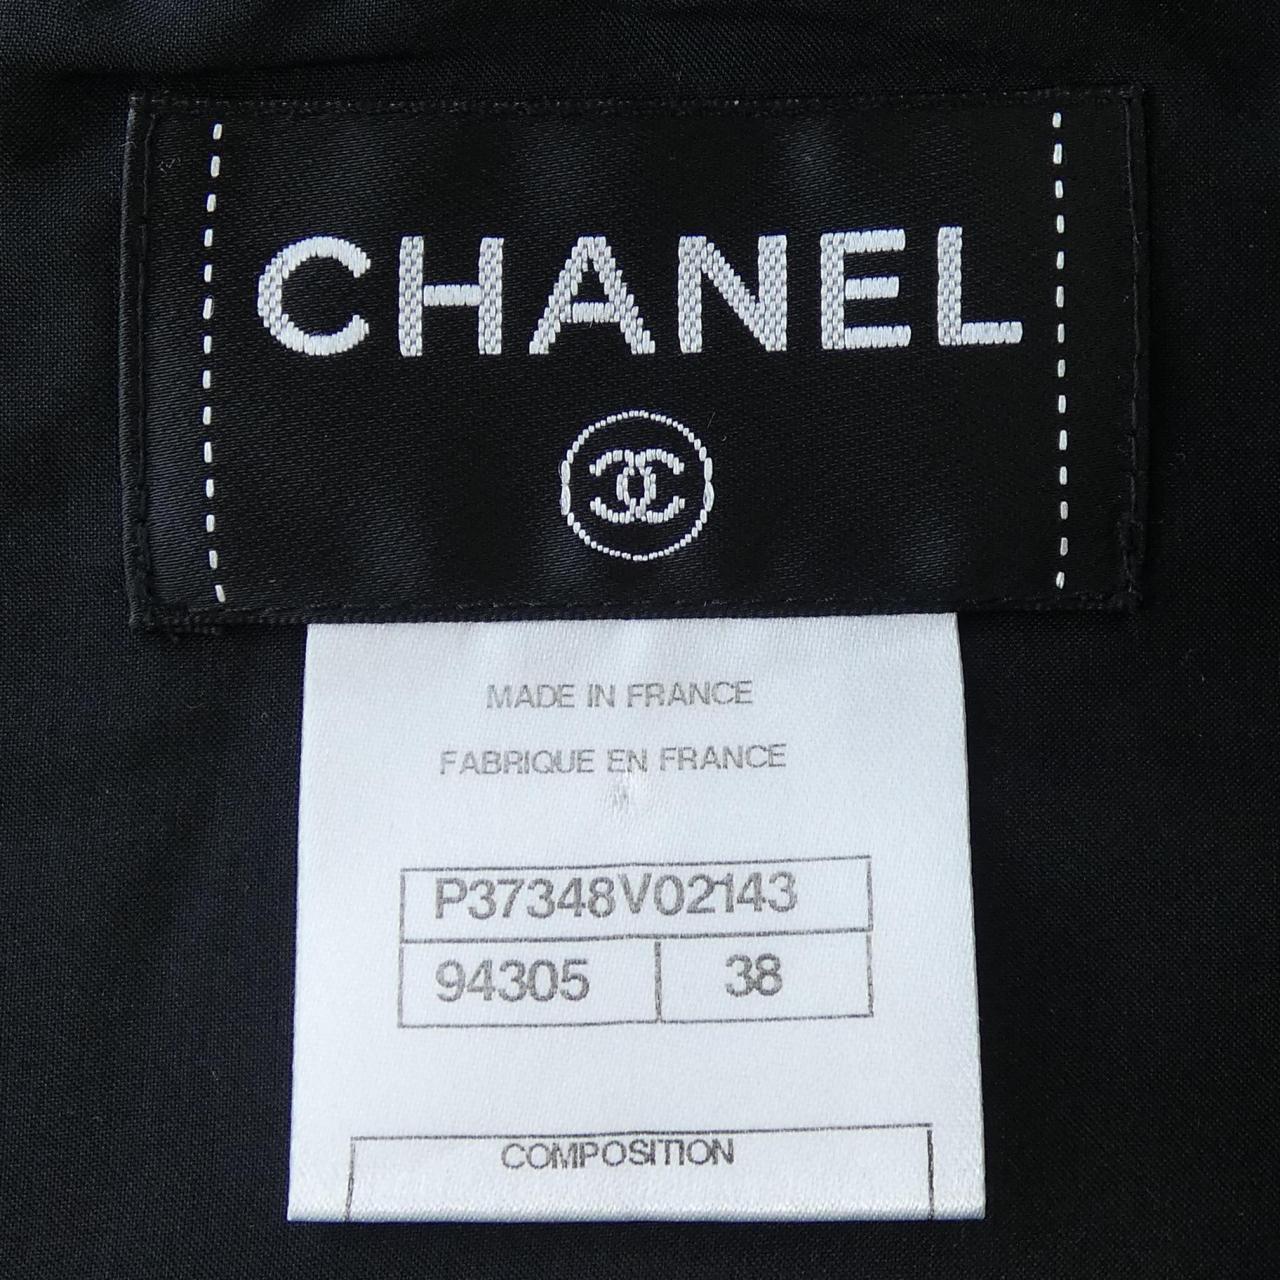 CHANEL
MADE IN FRANCE
FABRIQUE EN FRANCE
P37348V02143
94305 38
COMPOSITION